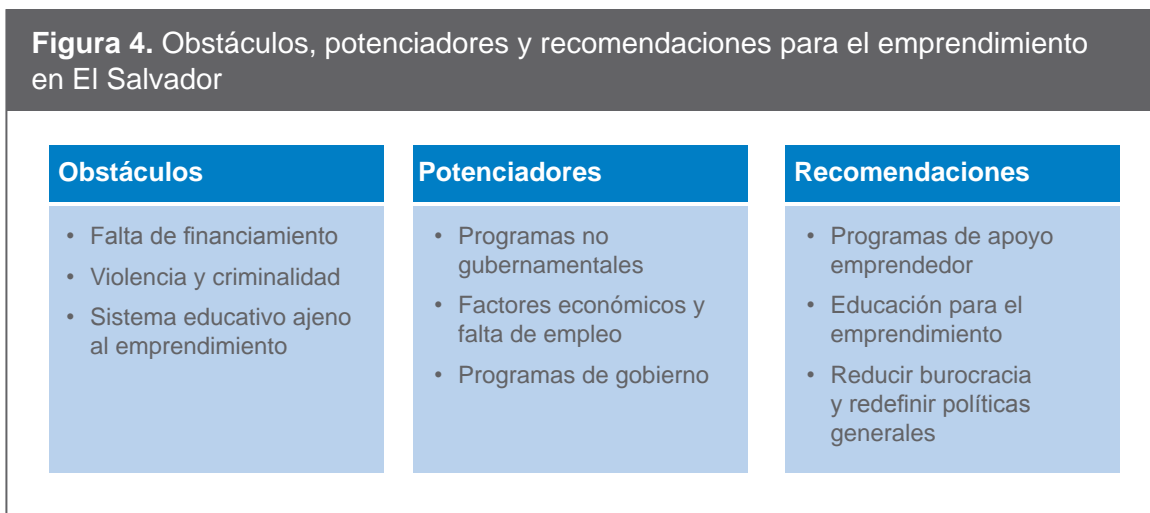 Figura 4. Obstáculos, potenciadores y recomendaciones para el emprendimiento
en El Salvador
Obstáculos
• Falta de financiamiento
• Violencia y criminalidad
• Sistema educativo ajeno
al emprendimiento
Potenciadores
• Programas no
gubernamentales
• Factores económicos y
falta de empleo
• Programas de gobierno
Recomendaciones
• Programas de apoyo
emprendedor
• Educación para el
emprendimiento
• Reducir burocracia
y redefinir políticas
generales